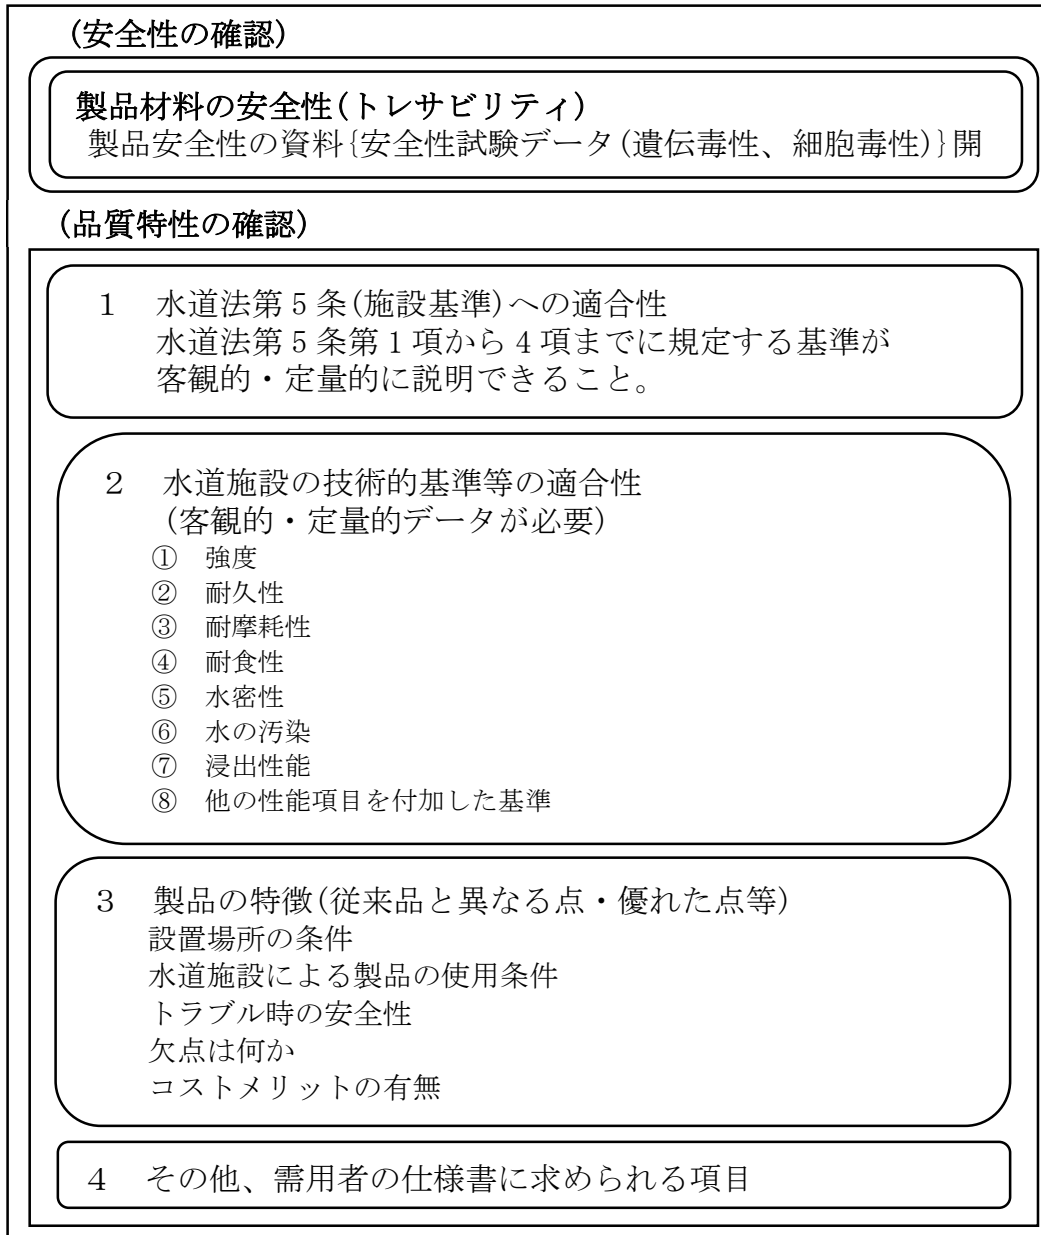 (安全性の確認)
製品材料の安全性(トレサビリティ)
製品安全性の資料{安全性試験データ(遺伝毒性、細胞毒性)}開
(品質特性の確認)
１　水道法第5条(施設基準)への適合性
水道法第5条第1項から4項までに規定する基準が
客観的・定量的に説明できること。
２　水道施設の技術的基準等の適合性
(客観的・定量的データが必要)
①　強度
②　耐久性
③　耐摩耗性
④　耐食性
⑤　水密性
⑥　水の汚染
⑦　浸出性能
⑧　他の性能項目を付加した基準
３　製品の特徴(従来品と異なる点・優れた点等)
設置場所の条件
水道施設による製品の使用条件
トラブル時の安全性
欠点は何か
コストメリットの有無
４　その他、需用者の仕様書に求められる項目